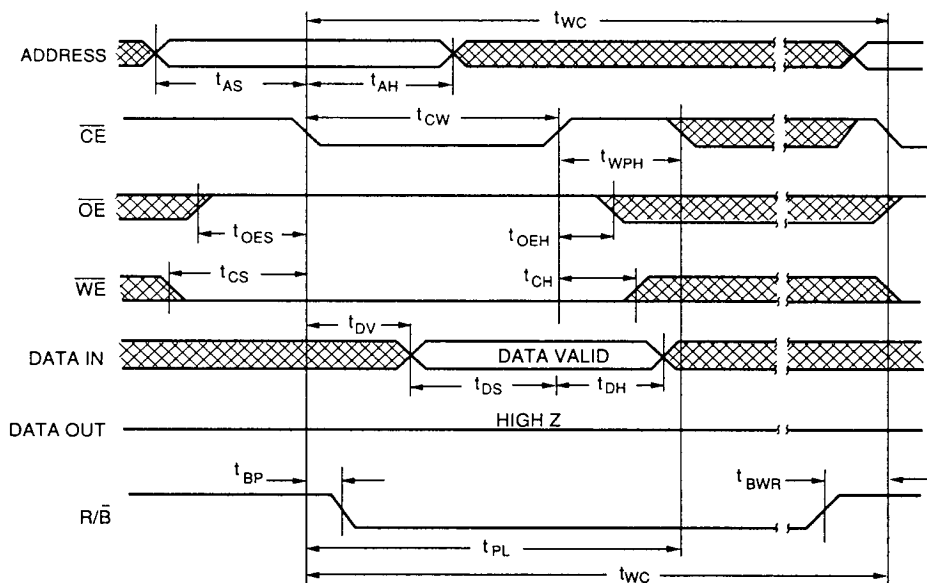 tWC
ADDRESS
tAS tAH
CE
tCW
tWPH
OE
tOES tOEH
WE
tCS tCH
tDV
DATA IN DATA VALID
tDS tDH
DATA OUT HIGH Z
tBP tBWR
R/B̅
tPL
tWC